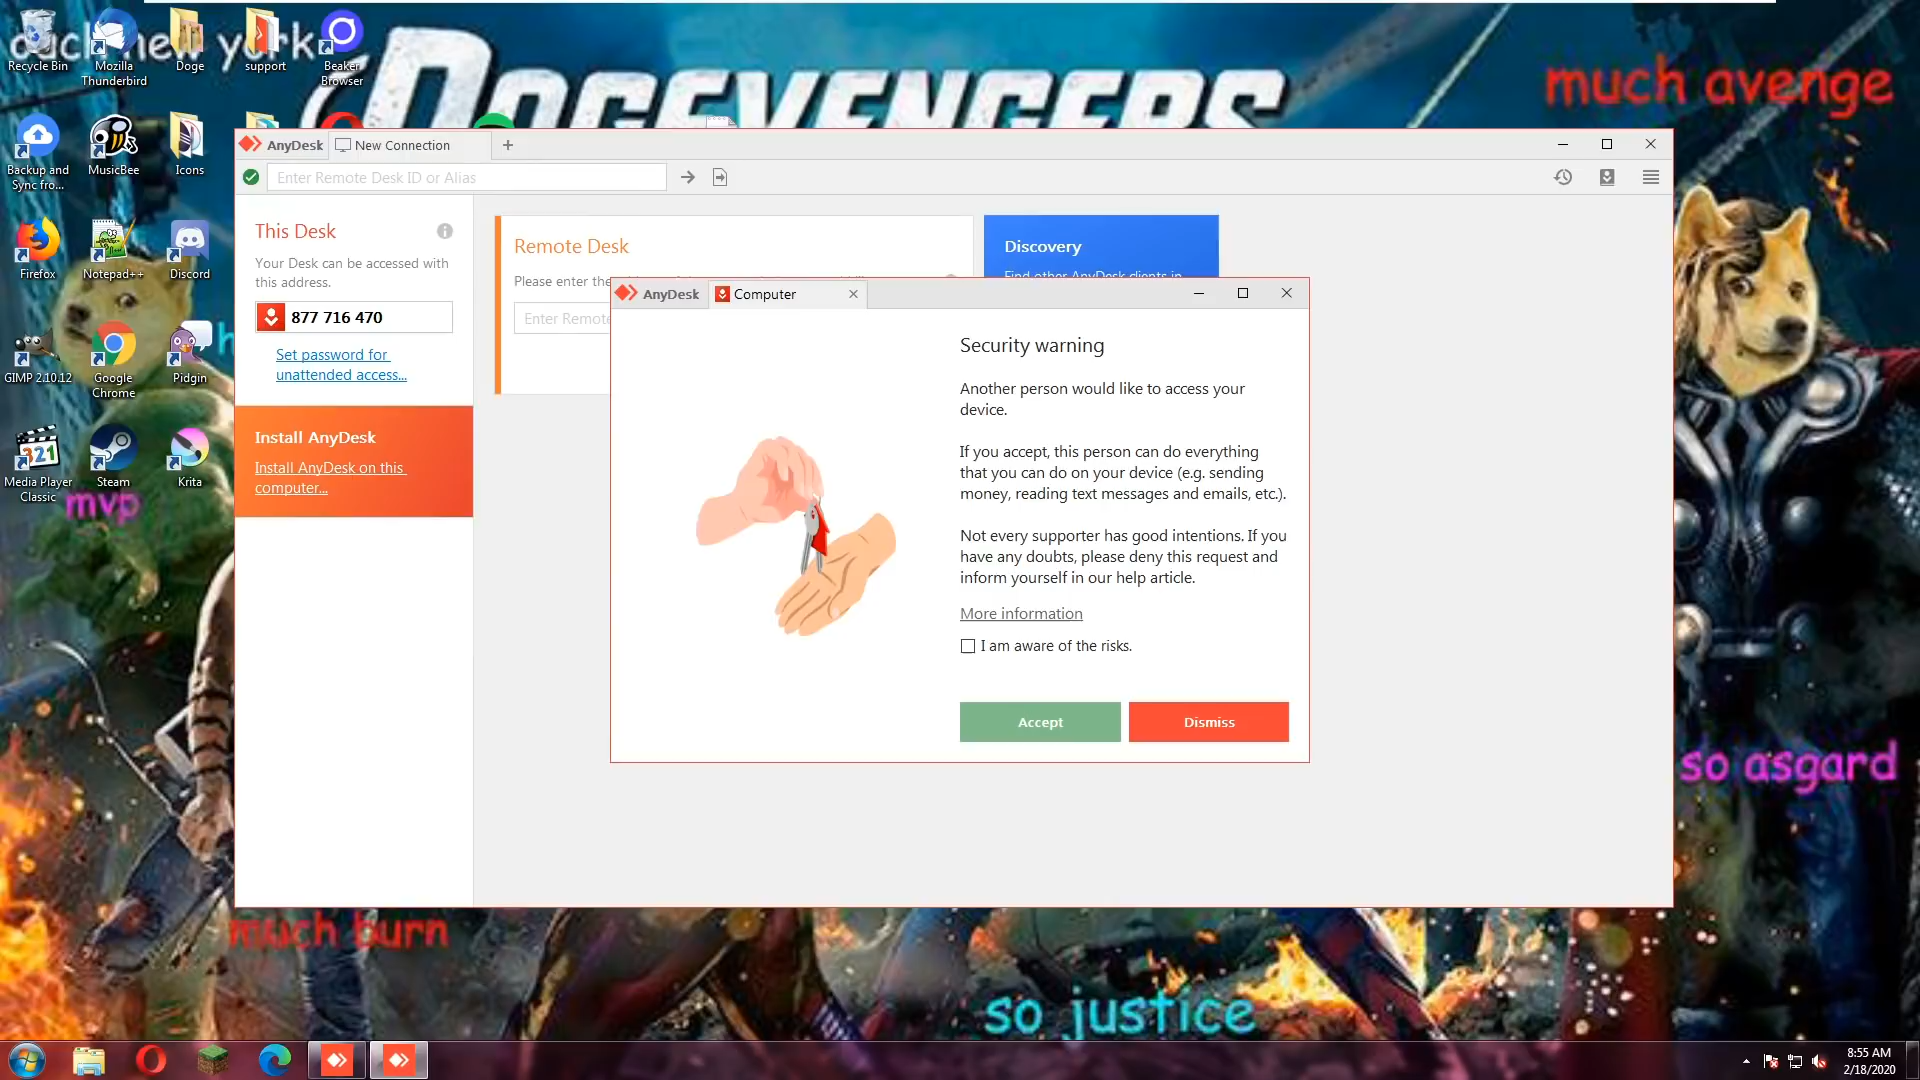 DOGEVENGERS
much avenge
Recycle Bin
Mozilla
Thunderbird
Doge
support
Beaker
Browser
Backup and
Sync fro...
MusicBee
Icons
Firefox
Notepad++
Discord
GIMP 2.10.12
Google
Chrome
Pidgin
Media Player
Classic
Steam
Krita
mvp
AnyDesk
New Connection
Enter Remote Desk ID or Alias
This Desk
Your Desk can be accessed with
this address.
877 716 470
Set password for
unattended access...
Install AnyDesk
Install AnyDesk on this
computer...
Remote Desk
Please enter the
Enter Remote
Discovery
Find other AnyDesk clients in
AnyDesk
Computer
Security warning
Another person would like to access your
device.
If you accept, this person can do everything
that you can do on your device (e.g. sending
money, reading text messages and emails, etc.).
Not every supporter has good intentions. If you
have any doubts, please deny this request and
inform yourself in our help article.
More information
I am aware of the risks.
Accept
Dismiss
so asgard
much burn
so justice
8:55 AM
2/18/2020